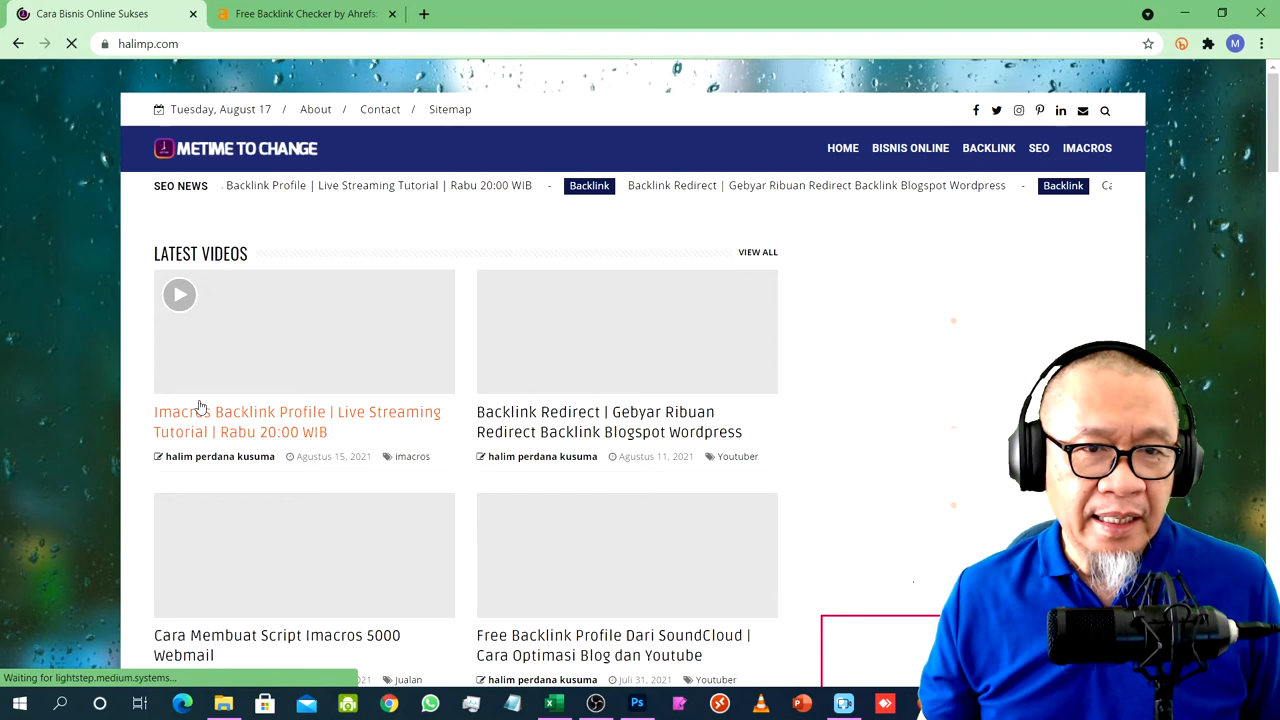 Cara Bisnis Online Sukses
Free Backlink Checker by Ahrefs:
halimp.com
M
Tuesday, August 17 / About / Contact / Sitemap
METIME TO CHANGE
HOME BISNIS ONLINE BACKLINK SEO IMACROS
SEO NEWS . Backlink Profile | Live Streaming Tutorial | Rabu 20:00 WIB - Backlink Backlink Redirect | Gebyar Ribuan Redirect Backlink Blogspot Wordpress - Backlink Ca
LATEST VIDEOS
VIEW ALL
Imacros Backlink Profile | Live Streaming
Tutorial | Rabu 20:00 WIB
halim perdana kusuma Agustus 15, 2021 imacros
Backlink Redirect | Gebyar Ribuan
Redirect Backlink Blogspot Wordpress
halim perdana kusuma Agustus 11, 2021 Youtuber
Cara Membuat Script Imacros 5000
Webmail
2021 Jualan
Free Backlink Profile Dari SoundCloud |
Cara Optimasi Blog dan Youtube
halim perdana kusuma Juli 31, 2021 Youtuber
Waiting for lightstep.medium.systems...